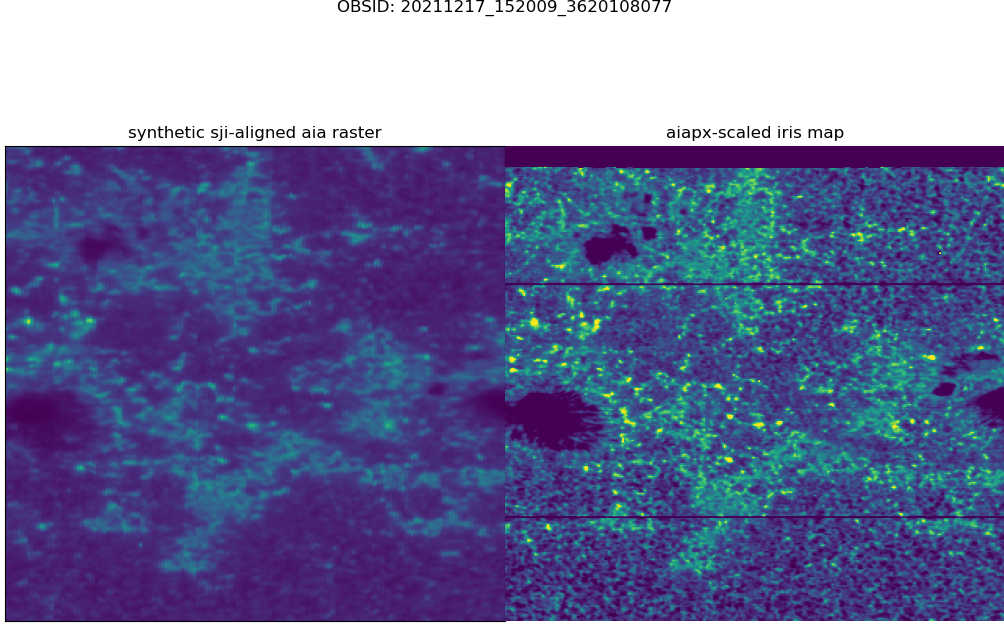 OBSID: 20211217_152009_3620108077
synthetic sji-aligned aia raster
aiapx-scaled iris map